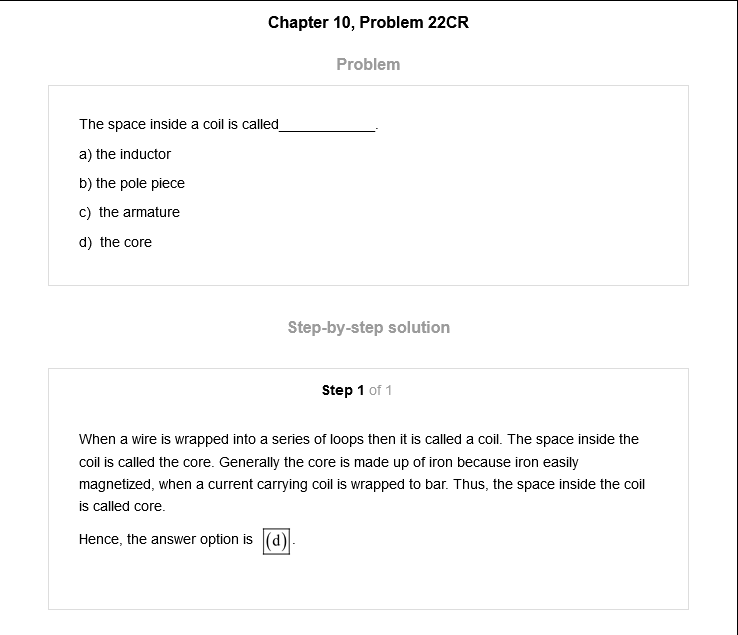 Chapter 10, Problem 22CR
Problem
The space inside a coil is called____________.
a) the inductor
b) the pole piece
c) the armature
d) the core
Step-by-step solution
Step 1 of 1
When a wire is wrapped into a series of loops then it is called a coil. The space inside the
coil is called the core. Generally the core is made up of iron because iron easily
magnetized, when a current carrying coil is wrapped to bar. Thus, the space inside the coil
is called core.
Hence, the answer option is (d).